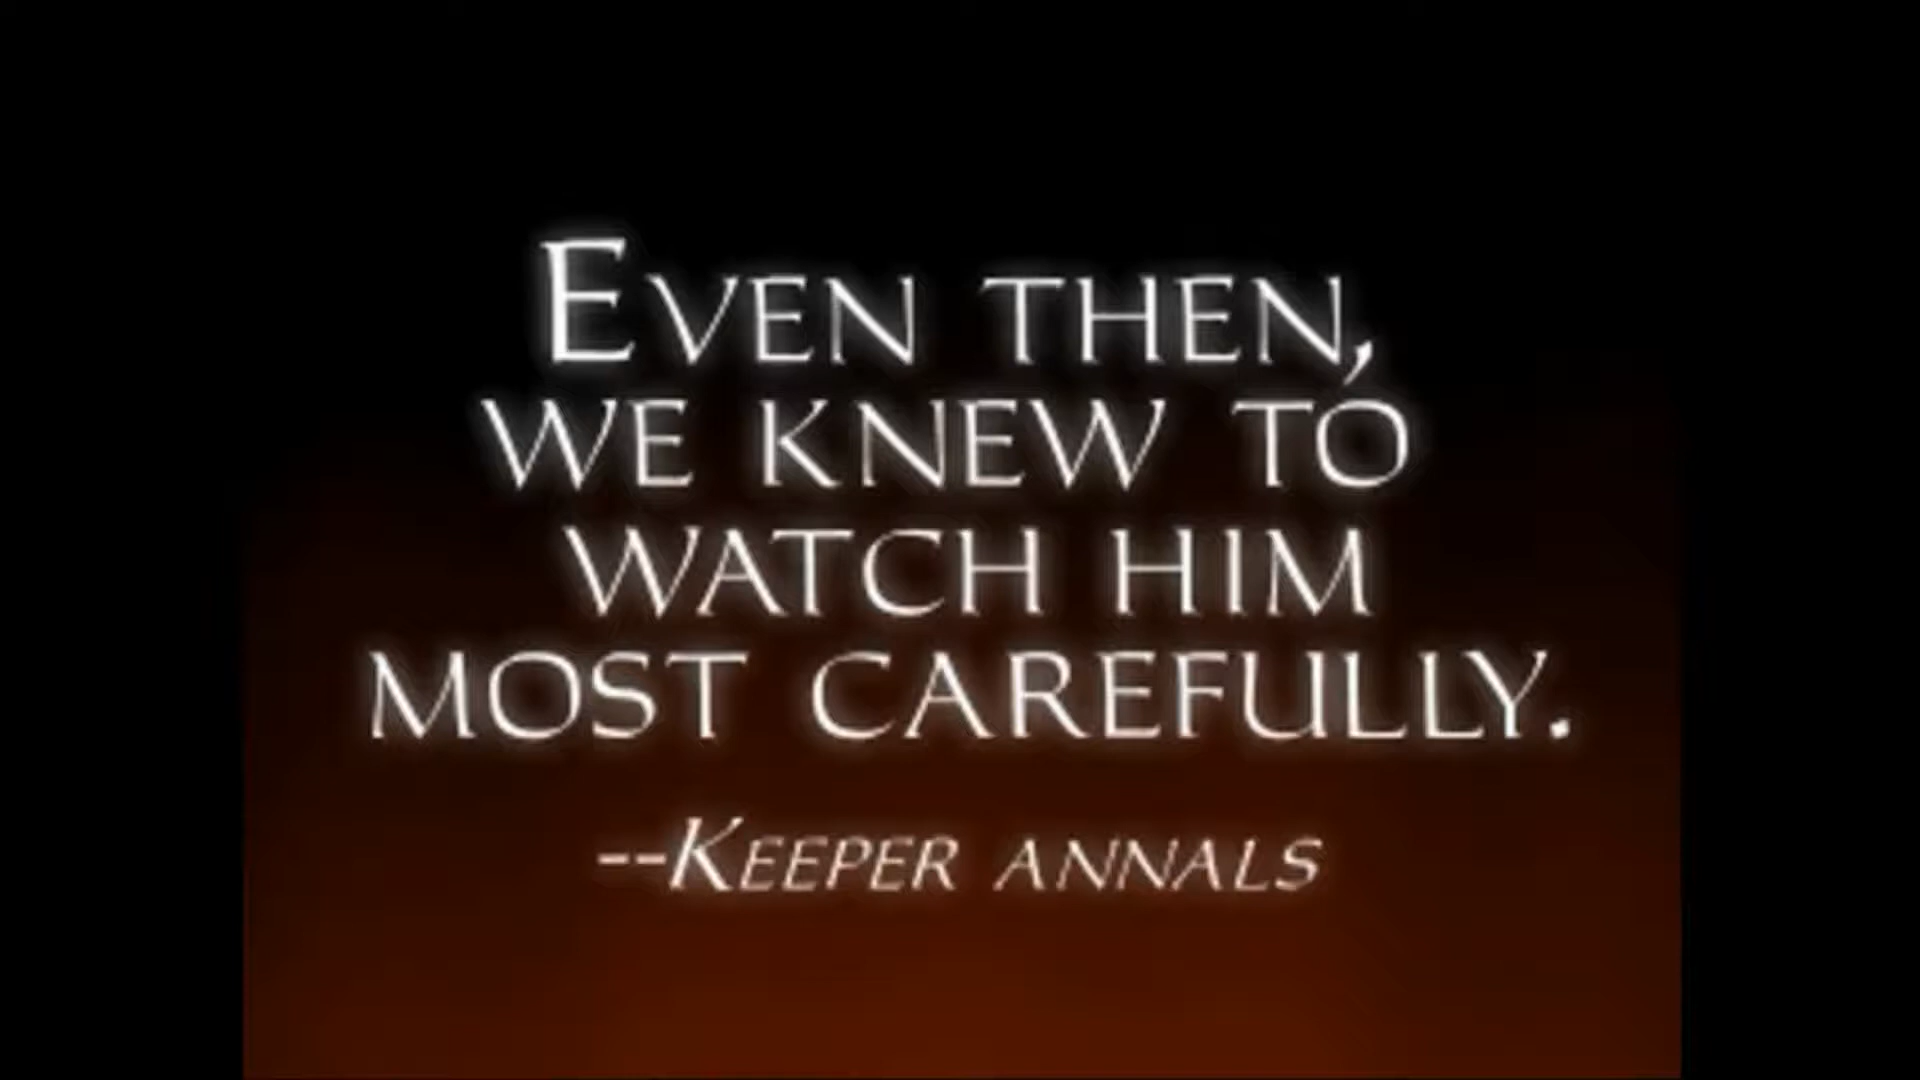 Even then,
we knew to
watch him
most carefully.
--Keeper annals